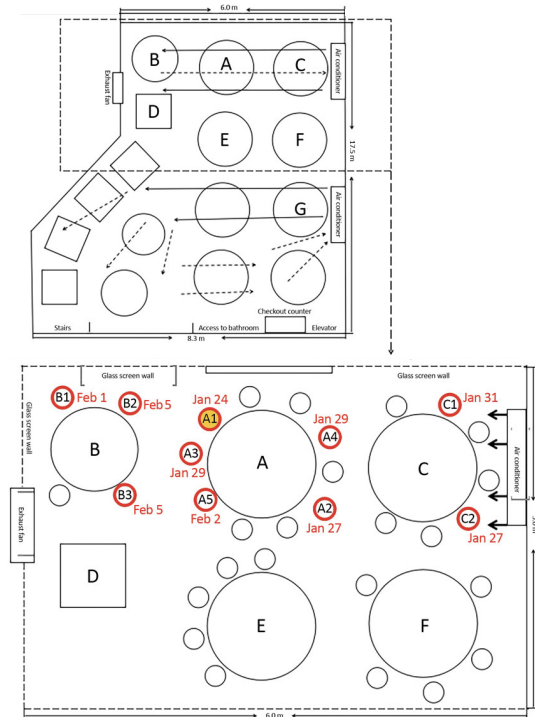 6.0 m
B
A
C
Air conditioner
Exhaust fan
D
E
F
17.5 m
G
Air conditioner
Checkout counter
Stairs
Access to bathroom
Elevator
8.3 m
Glass screen wall
Glass screen wall
Glass screen wall
B1 Feb 1
B2 Feb 5
Jan 24
A1
C1 Jan 31
Jan 29
A4
B
A3
Jan 29
A
C
Air conditioner
B3
Feb 5
A5
Feb 2
A2
Jan 27
C2
Jan 27
Exhaust fan
D
E
F
6.0 m